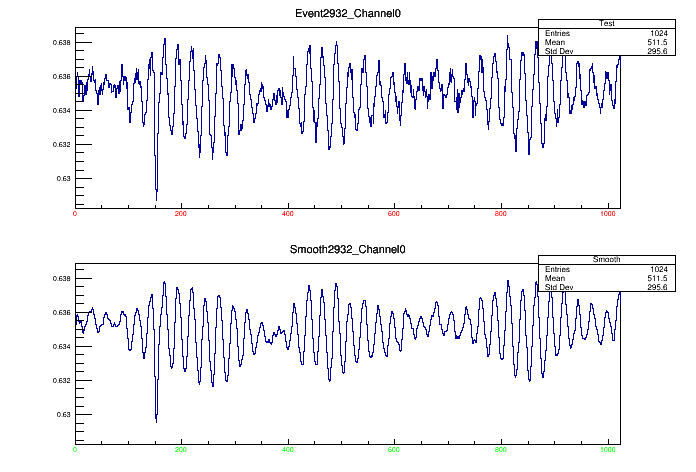 Event2932_Channel0
Test
Entries 1024
Mean 511.5
Std Dev 295.6
0.638
0.636
0.634
0.632
0.63
0 200 400 600 800 1000
Smooth2932_Channel0
Smooth
Entries 1024
Mean 511.5
Std Dev 295.6
0.638
0.636
0.634
0.632
0.63
0 200 400 600 800 1000